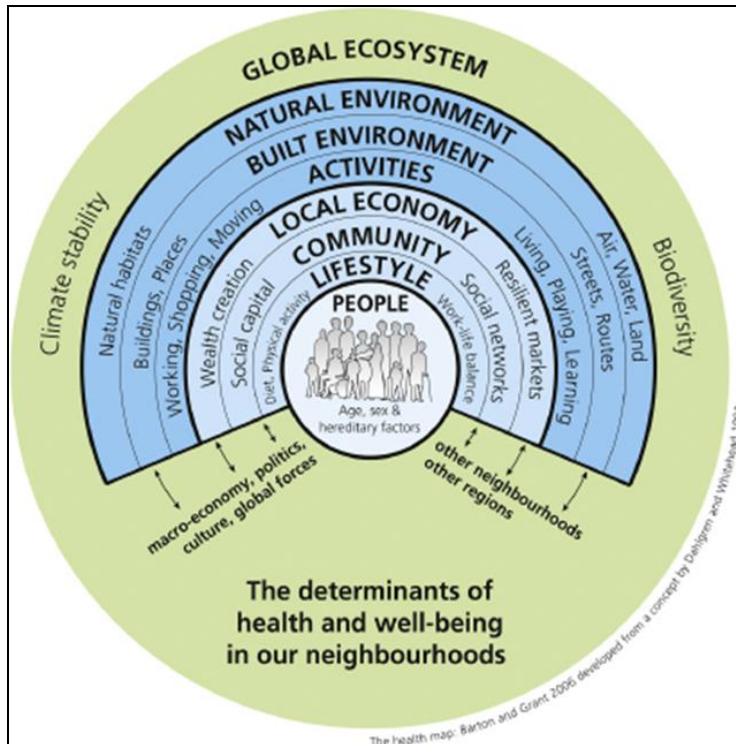 GLOBAL ECOSYSTEM
NATURAL ENVIRONMENT
BUILT ENVIRONMENT
ACTIVITIES
LOCAL ECONOMY
COMMUNITY
LIFESTYLE
PEOPLE
Age, sex &
hereditary factors
Climate stability
Natural habitats
Buildings, Places
Working, Shopping, Moving
Wealth creation
Social capital
Diet, Physical activity
Work-life balance
Social networks
Resilient markets
Living, Playing, Learning
Streets, Routes
Air, Water, Land
Biodiversity
macro-economy, politics,
culture, global forces
other neighbourhoods
other regions
The determinants of
health and well-being
in our neighbourhoods
The health map: Barton and Grant 2006 developed from a concept by Dahlgren and Whitehead